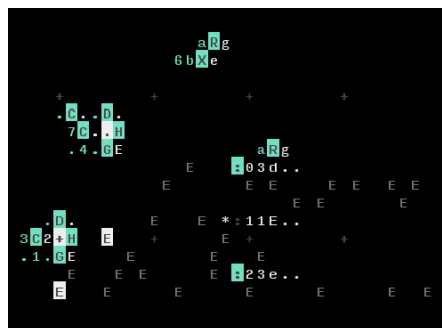 aRg
6bXe
+ + + +
.C..D.
7C..H
.4.GE aRg
E :03d..
E E E E E E E
E E E
.D. E E *:11E..
3C2+H E + E + +
.1.GE E E E
E E E E :23e..
E E E E E E E